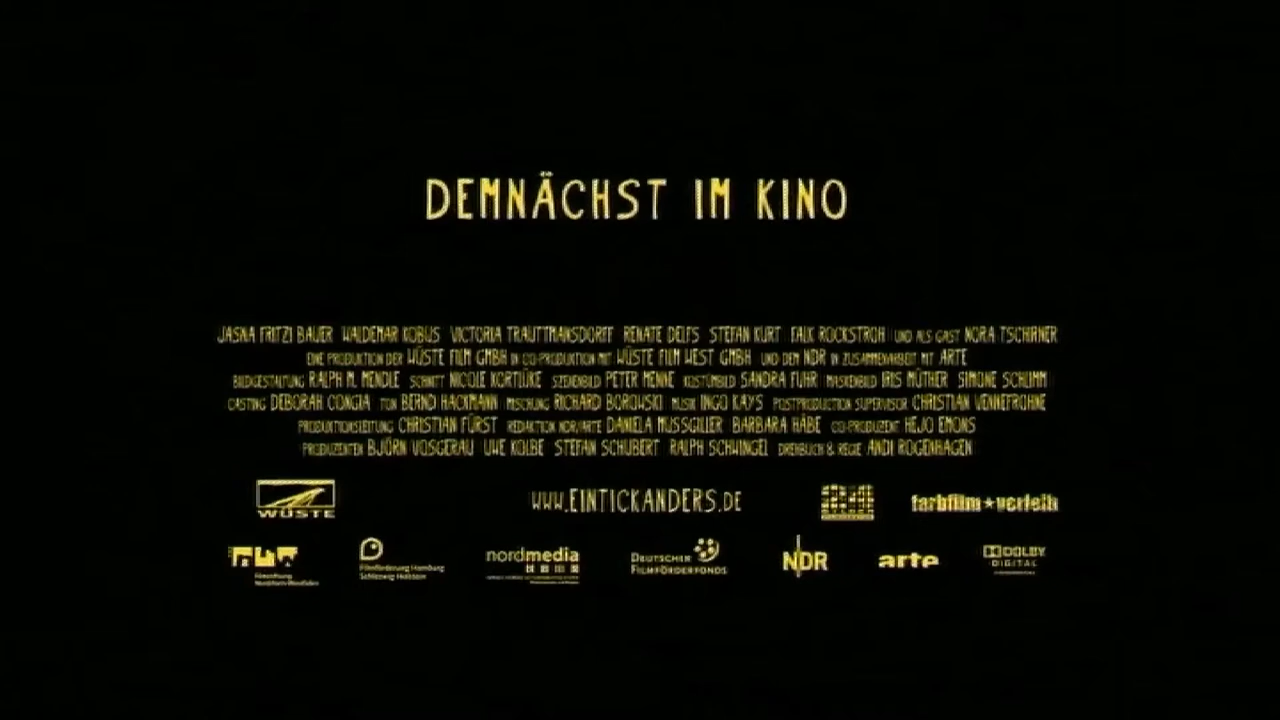 DEMNÄCHST IM KINO
JASNA FRITZI BAUER WALDEMAR KOBUS VICTORIA TRAUTTMANSDORFF RENATE DELFS STEFAN KURT FALK ROCKSTROH UND ALS GAST NORA TSCHIRNER
EINE PRODUKTION DER WÜSTE FILM GMBH IN CO-PRODUKTION MIT WÜSTE FILM WEST GMBH UND DEM NDR IN ZUSAMMENARBEIT MIT ARTE
BILDGESTALTUNG RALPH M. MENDLE SCHNITT NICOLE KORTLÜKE SZENENBILD PETER MENNE KOSTÜMBILD SANDRA FUHR MASKENBILD IRIS MÜTHER SIMONE SCHLIMM
CASTING DEBORAH CONGIA TON BERND HACKMANN MISCHUNG RICHARD BOROWSKI MUSIK INGO KAYS POSTPRODUCTION SUPERVISOR CHRISTIAN VENNEFROHNE
PRODUKTIONSLEITUNG CHRISTIAN FÜRST REDAKTION NDR/ARTE DANIELA MUSSGILLER BARBARA HÄBE CO-PRODUZENT HEJO EMONS
PRODUZENTEN BJÖRN VOSGERAU UWE KOLBE STEFAN SCHUBERT RALPH SCHWINGEL DREHBUCH & REGIE ANDI ROGENHAGEN
WÜSTE WWW.EINTICKANDERS.DE farbfilm★verleih
Filmstiftung
Nordrhein-Westfalen
Filmförderung Hamburg
Schleswig-Holstein
nordmedia
DEUTSCHER
FILMFÖRDERFONDS
NDR
arte
DOLBY
DIGITAL